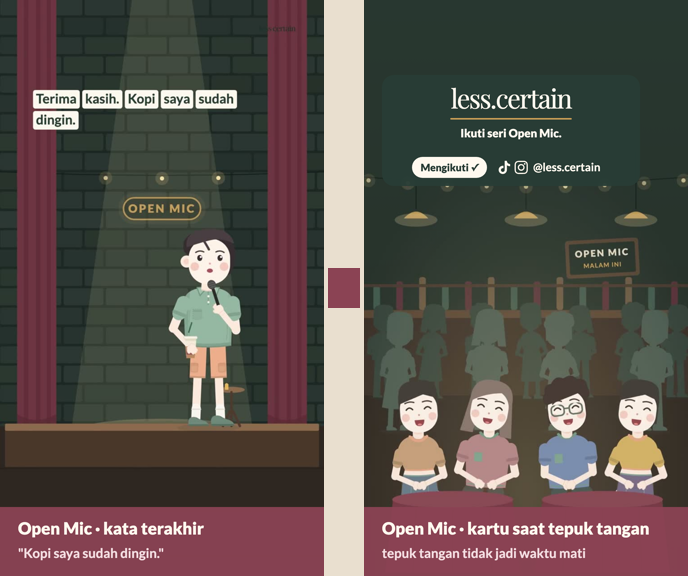 Terima kasih. Kopi saya sudah
dingin.
OPEN MIC
Open Mic · kata terakhir
"Kopi saya sudah dingin."
less.certain
Ikuti seri Open Mic.
Mengikuti ✓ @less.certain
OPEN MIC
MALAM INI
Open Mic · kartu saat tepuk tangan
tepuk tangan tidak jadi waktu mati